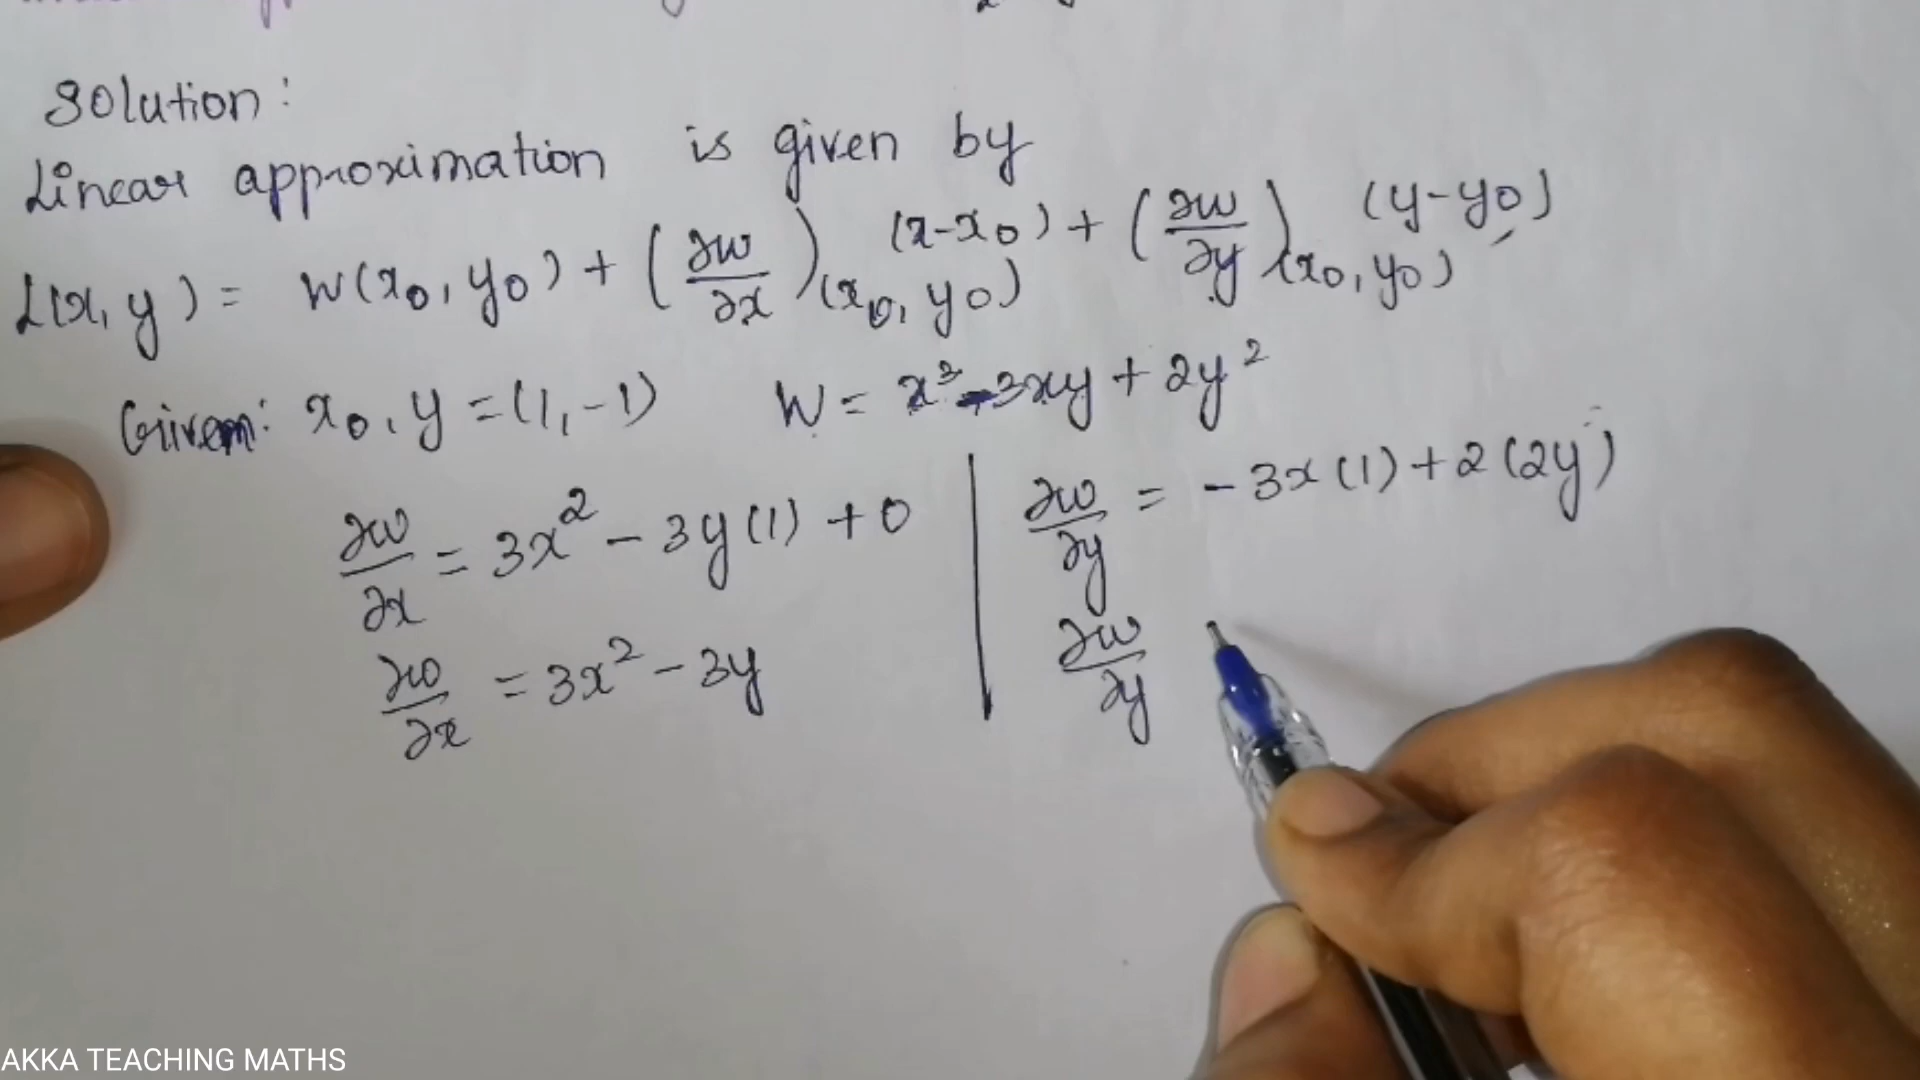 Solution:
Linear approximation is given by
L(x, y) = W(x₀, y₀) + (∂w/∂x)(x₀, y₀) (x-x₀) + (∂w/∂y)(x₀, y₀) (y-y₀)
Given: x₀, y = (1, -1) W = x³ - 3xy + 2y²
∂w/∂x = 3x² - 3y(1) + 0
∂w/∂x = 3x² - 3y
∂w/∂y = - 3x(1) + 2(2y)
∂w/∂y
AKKA TEACHING MATHS